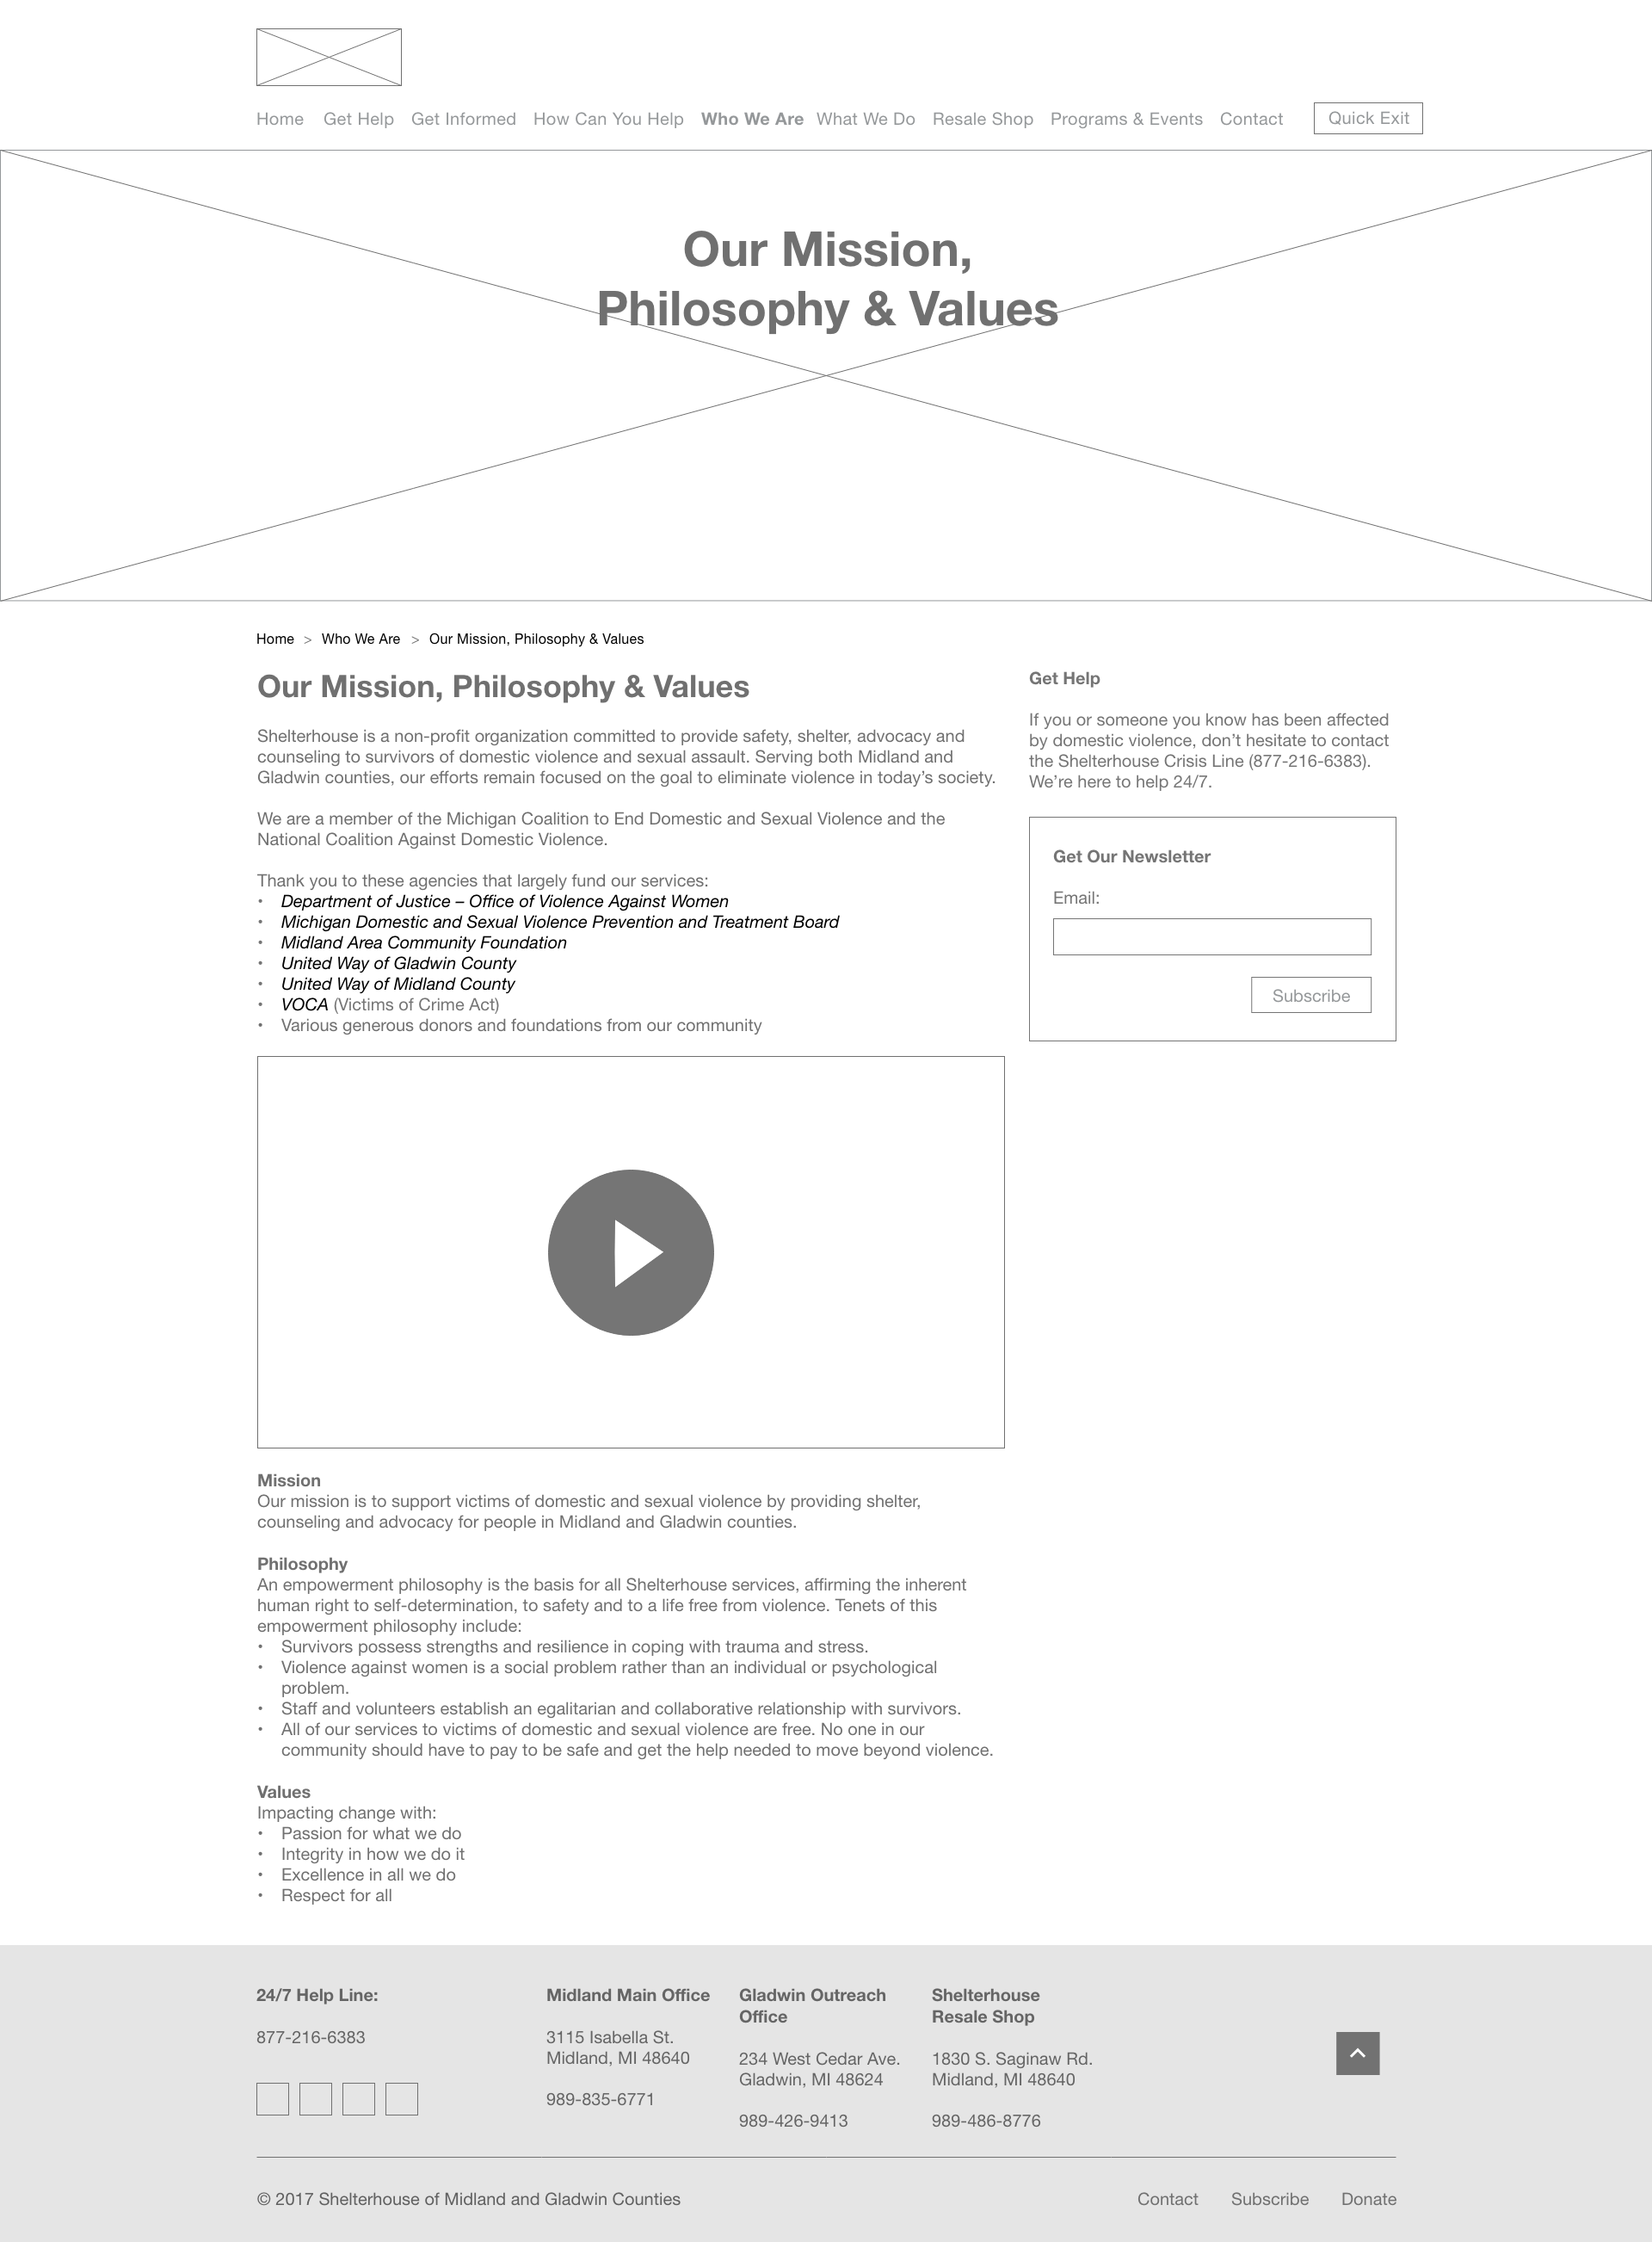 Home Get Help Get Informed How Can You Help Who We Are What We Do Resale Shop Programs & Events Contact Quick Exit
Our Mission,
Philosophy & Values
Home > Who We Are > Our Mission, Philosophy & Values
Our Mission, Philosophy & Values
Shelterhouse is a non-profit organization committed to provide safety, shelter, advocacy and
counseling to survivors of domestic violence and sexual assault. Serving both Midland and
Gladwin counties, our efforts remain focused on the goal to eliminate violence in today's society.
We are a member of the Michigan Coalition to End Domestic and Sexual Violence and the
National Coalition Against Domestic Violence.
Thank you to these agencies that largely fund our services:
• Department of Justice – Office of Violence Against Women
• Michigan Domestic and Sexual Violence Prevention and Treatment Board
• Midland Area Community Foundation
• United Way of Gladwin County
• United Way of Midland County
• VOCA (Victims of Crime Act)
• Various generous donors and foundations from our community
Get Help
If you or someone you know has been affected
by domestic violence, don't hesitate to contact
the Shelterhouse Crisis Line (877-216-6383).
We're here to help 24/7.
Get Our Newsletter
Email:
Subscribe
Mission
Our mission is to support victims of domestic and sexual violence by providing shelter,
counseling and advocacy for people in Midland and Gladwin counties.
Philosophy
An empowerment philosophy is the basis for all Shelterhouse services, affirming the inherent
human right to self-determination, to safety and to a life free from violence. Tenets of this
empowerment philosophy include:
• Survivors possess strengths and resilience in coping with trauma and stress.
• Violence against women is a social problem rather than an individual or psychological
problem.
• Staff and volunteers establish an egalitarian and collaborative relationship with survivors.
• All of our services to victims of domestic and sexual violence are free. No one in our
community should have to pay to be safe and get the help needed to move beyond violence.
Values
Impacting change with:
• Passion for what we do
• Integrity in how we do it
• Excellence in all we do
• Respect for all
24/7 Help Line:
877-216-6383
Midland Main Office
3115 Isabella St.
Midland, MI 48640
989-835-6771
Gladwin Outreach
Office
234 West Cedar Ave.
Gladwin, MI 48624
989-426-9413
Shelterhouse
Resale Shop
1830 S. Saginaw Rd.
Midland, MI 48640
989-486-8776
© 2017 Shelterhouse of Midland and Gladwin Counties
Contact Subscribe Donate